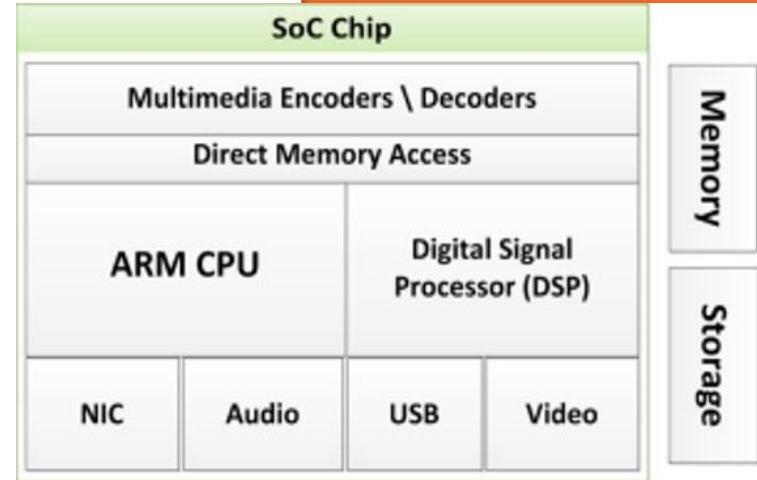 SoC Chip
Multimedia Encoders \ Decoders
Direct Memory Access
ARM CPU
Digital Signal
Processor (DSP)
NIC
Audio
USB
Video
Memory
Storage